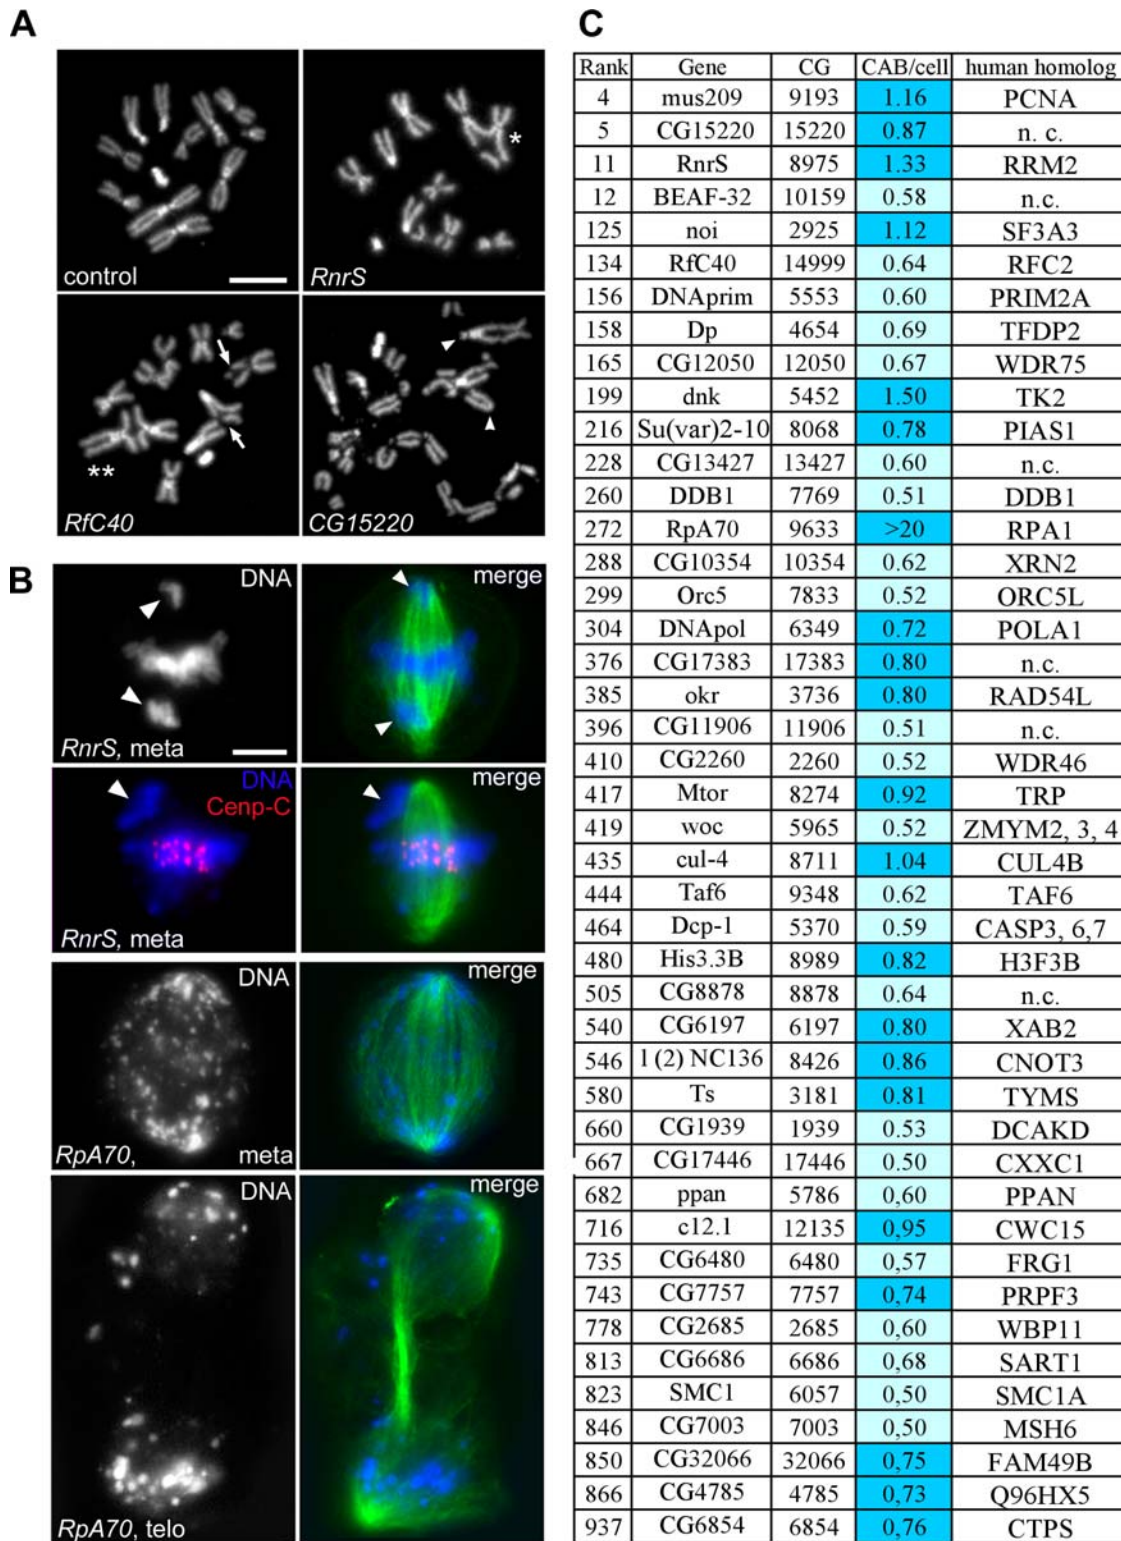 A
control
RnrS
*
RfC40
**
CG15220
B
DNA
merge
RnrS, meta
DNA
Cenp-C
merge
RnrS, meta
DNA
merge
RpA70, meta
DNA
merge
RpA70, telo
C
Rank Gene CG CAB/cell human homolog
4 mus209 9193 1.16 PCNA
5 CG15220 15220 0.87 n. c.
11 RnrS 8975 1.33 RRM2
12 BEAF-32 10159 0.58 n.c.
125 noi 2925 1.12 SF3A3
134 RfC40 14999 0.64 RFC2
156 DNAprim 5553 0.60 PRIM2A
158 Dp 4654 0.69 TFDP2
165 CG12050 12050 0.67 WDR75
199 dnk 5452 1.50 TK2
216 Su(var)2-10 8068 0.78 PIAS1
228 CG13427 13427 0.60 n.c.
260 DDB1 7769 0.51 DDB1
272 RpA70 9633 >20 RPA1
288 CG10354 10354 0.62 XRN2
299 Orc5 7833 0.52 ORC5L
304 DNApol 6349 0.72 POLA1
376 CG17383 17383 0.80 n.c.
385 okr 3736 0.80 RAD54L
396 CG11906 11906 0.51 n.c.
410 CG2260 2260 0.52 WDR46
417 Mtor 8274 0.92 TRP
419 woc 5965 0.52 ZMYM2, 3, 4
435 cul-4 8711 1.04 CUL4B
444 Taf6 9348 0.62 TAF6
464 Dcp-1 5370 0.59 CASP3, 6,7
480 His3.3B 8989 0.82 H3F3B
505 CG8878 8878 0.64 n.c.
540 CG6197 6197 0.80 XAB2
546 l (2) NC136 8426 0.86 CNOT3
580 Ts 3181 0.81 TYMS
660 CG1939 1939 0.53 DCAKD
667 CG17446 17446 0.50 CXXC1
682 ppan 5786 0,60 PPAN
716 c12.1 12135 0,95 CWC15
735 CG6480 6480 0,57 FRG1
743 CG7757 7757 0,74 PRPF3
778 CG2685 2685 0,60 WBP11
813 CG6686 6686 0,68 SART1
823 SMC1 6057 0,50 SMC1A
846 CG7003 7003 0,50 MSH6
850 CG32066 32066 0,75 FAM49B
866 CG4785 4785 0,73 Q96HX5
937 CG6854 6854 0,76 CTPS